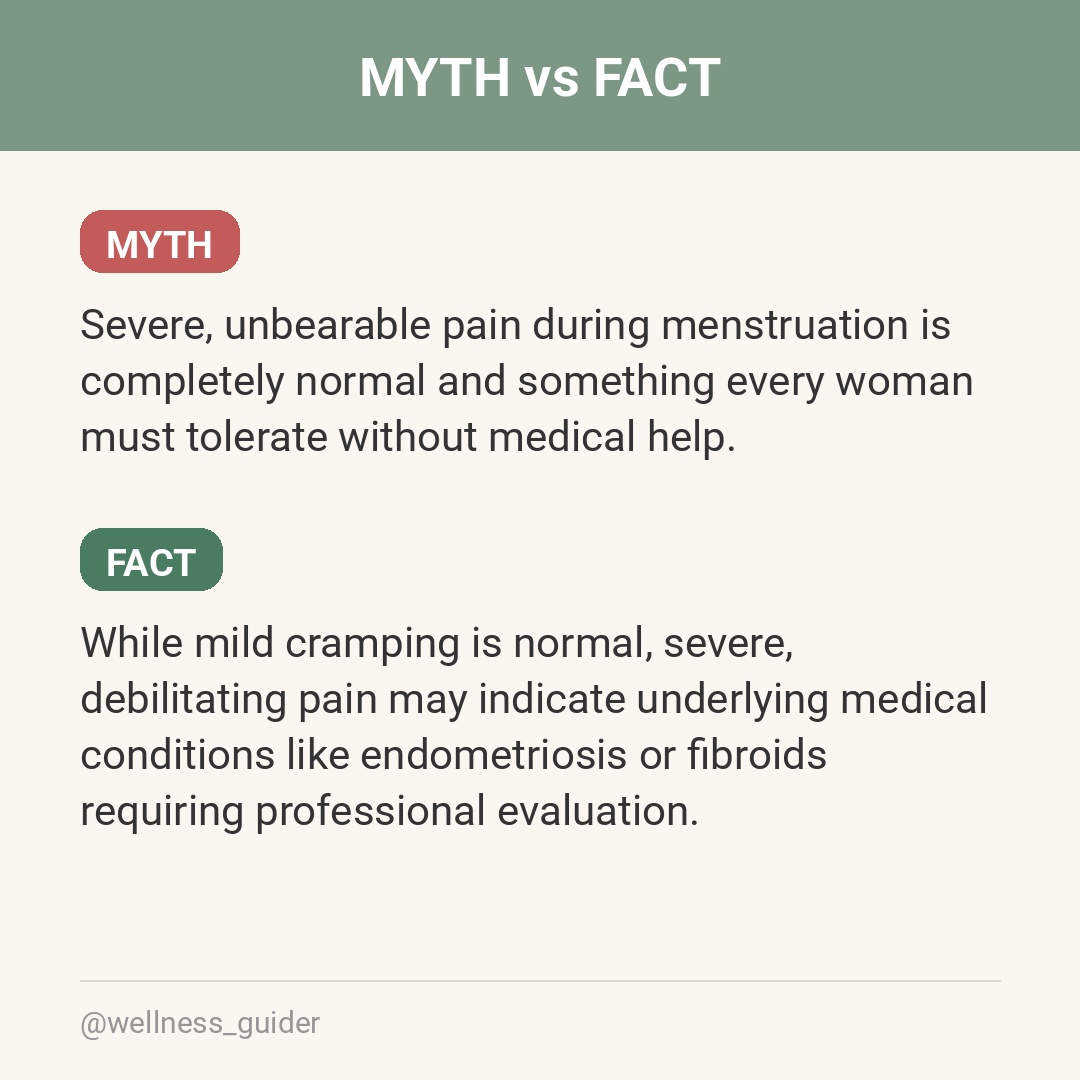 MYTH vs FACT
MYTH
Severe, unbearable pain during menstruation is
completely normal and something every woman
must tolerate without medical help.
FACT
While mild cramping is normal, severe,
debilitating pain may indicate underlying medical
conditions like endometriosis or fibroids
requiring professional evaluation.
@wellness_guider